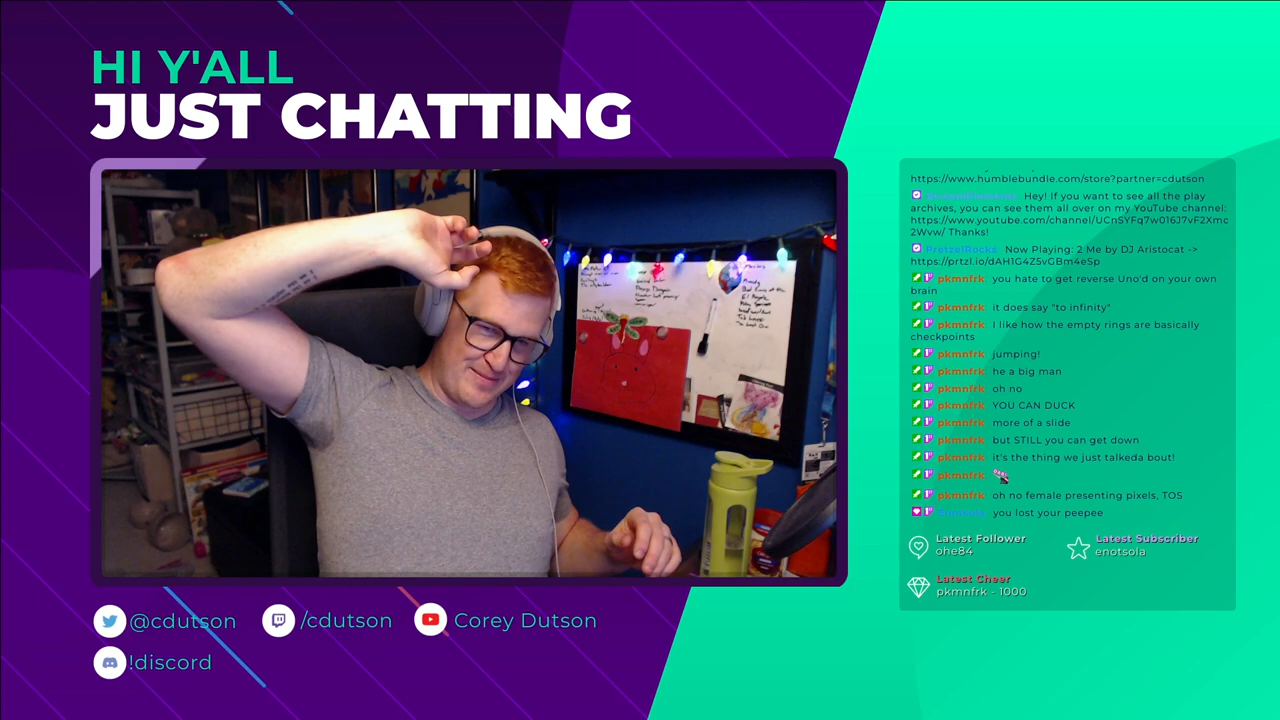 HI Y'ALL
JUST CHATTING
https://www.humblebundle.com/store?partner=cdutson
StreamElements Hey! If you want to see all the play
archives, you can see them all over on my YouTube channel:
https://www.youtube.com/channel/UCnSYFq7w016J7vF2Xmc
2Wvw/ Thanks!
PretzelRocks Now Playing: 2 Me by DJ Aristocat ->
https://prtzl.io/dAH1G4Z5vGBm4eSp
pkmnfrk you hate to get reverse Uno'd on your own
brain
pkmnfrk it does say "to infinity"
pkmnfrk I like how the empty rings are basically
checkpoints
pkmnfrk jumping!
pkmnfrk he a big man
pkmnfrk oh no
pkmnfrk YOU CAN DUCK
pkmnfrk more of a slide
pkmnfrk but STILL you can get down
pkmnfrk it's the thing we just talkeda bout!
pkmnfrk
pkmnfrk oh no female presenting pixels, TOS
you lost your peepee
Latest Follower
ohe84
Latest Subscriber
enotsola
Latest Cheer
pkmnfrk - 1000
@cdutson
/cdutson
Corey Dutson
!discord